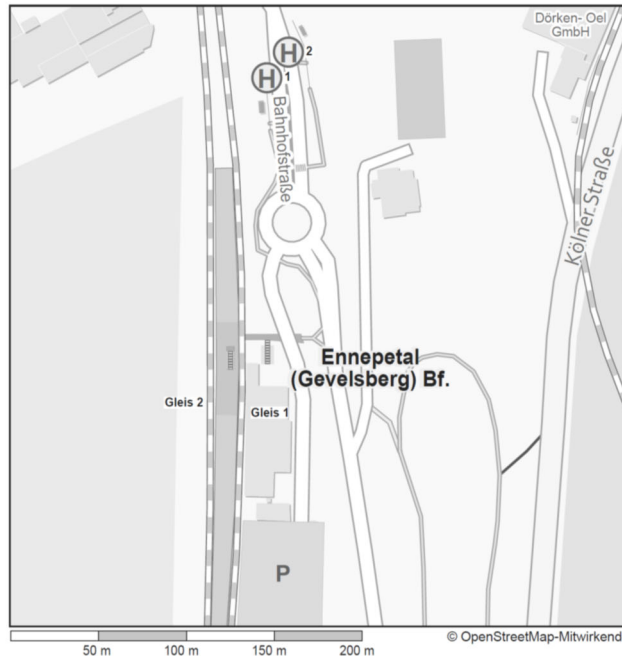 Dörken- Oel
GmbH
H 2
H 1
Bahnhofstraße
Kölner Straße
Ennepetal
(Gevelsberg) Bf.
Gleis 2
Gleis 1
P
50 m 100 m 150 m 200 m
© OpenStreetMap-Mitwirkend